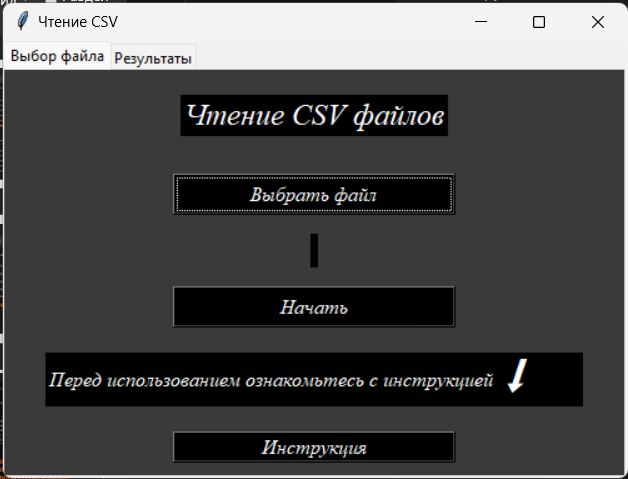 Чтение CSV
Выбор файла Результаты
Чтение CSV файлов
Выбрать файл
Начать
Перед использованием ознакомьтесь с инструкцией ↓
Инструкция